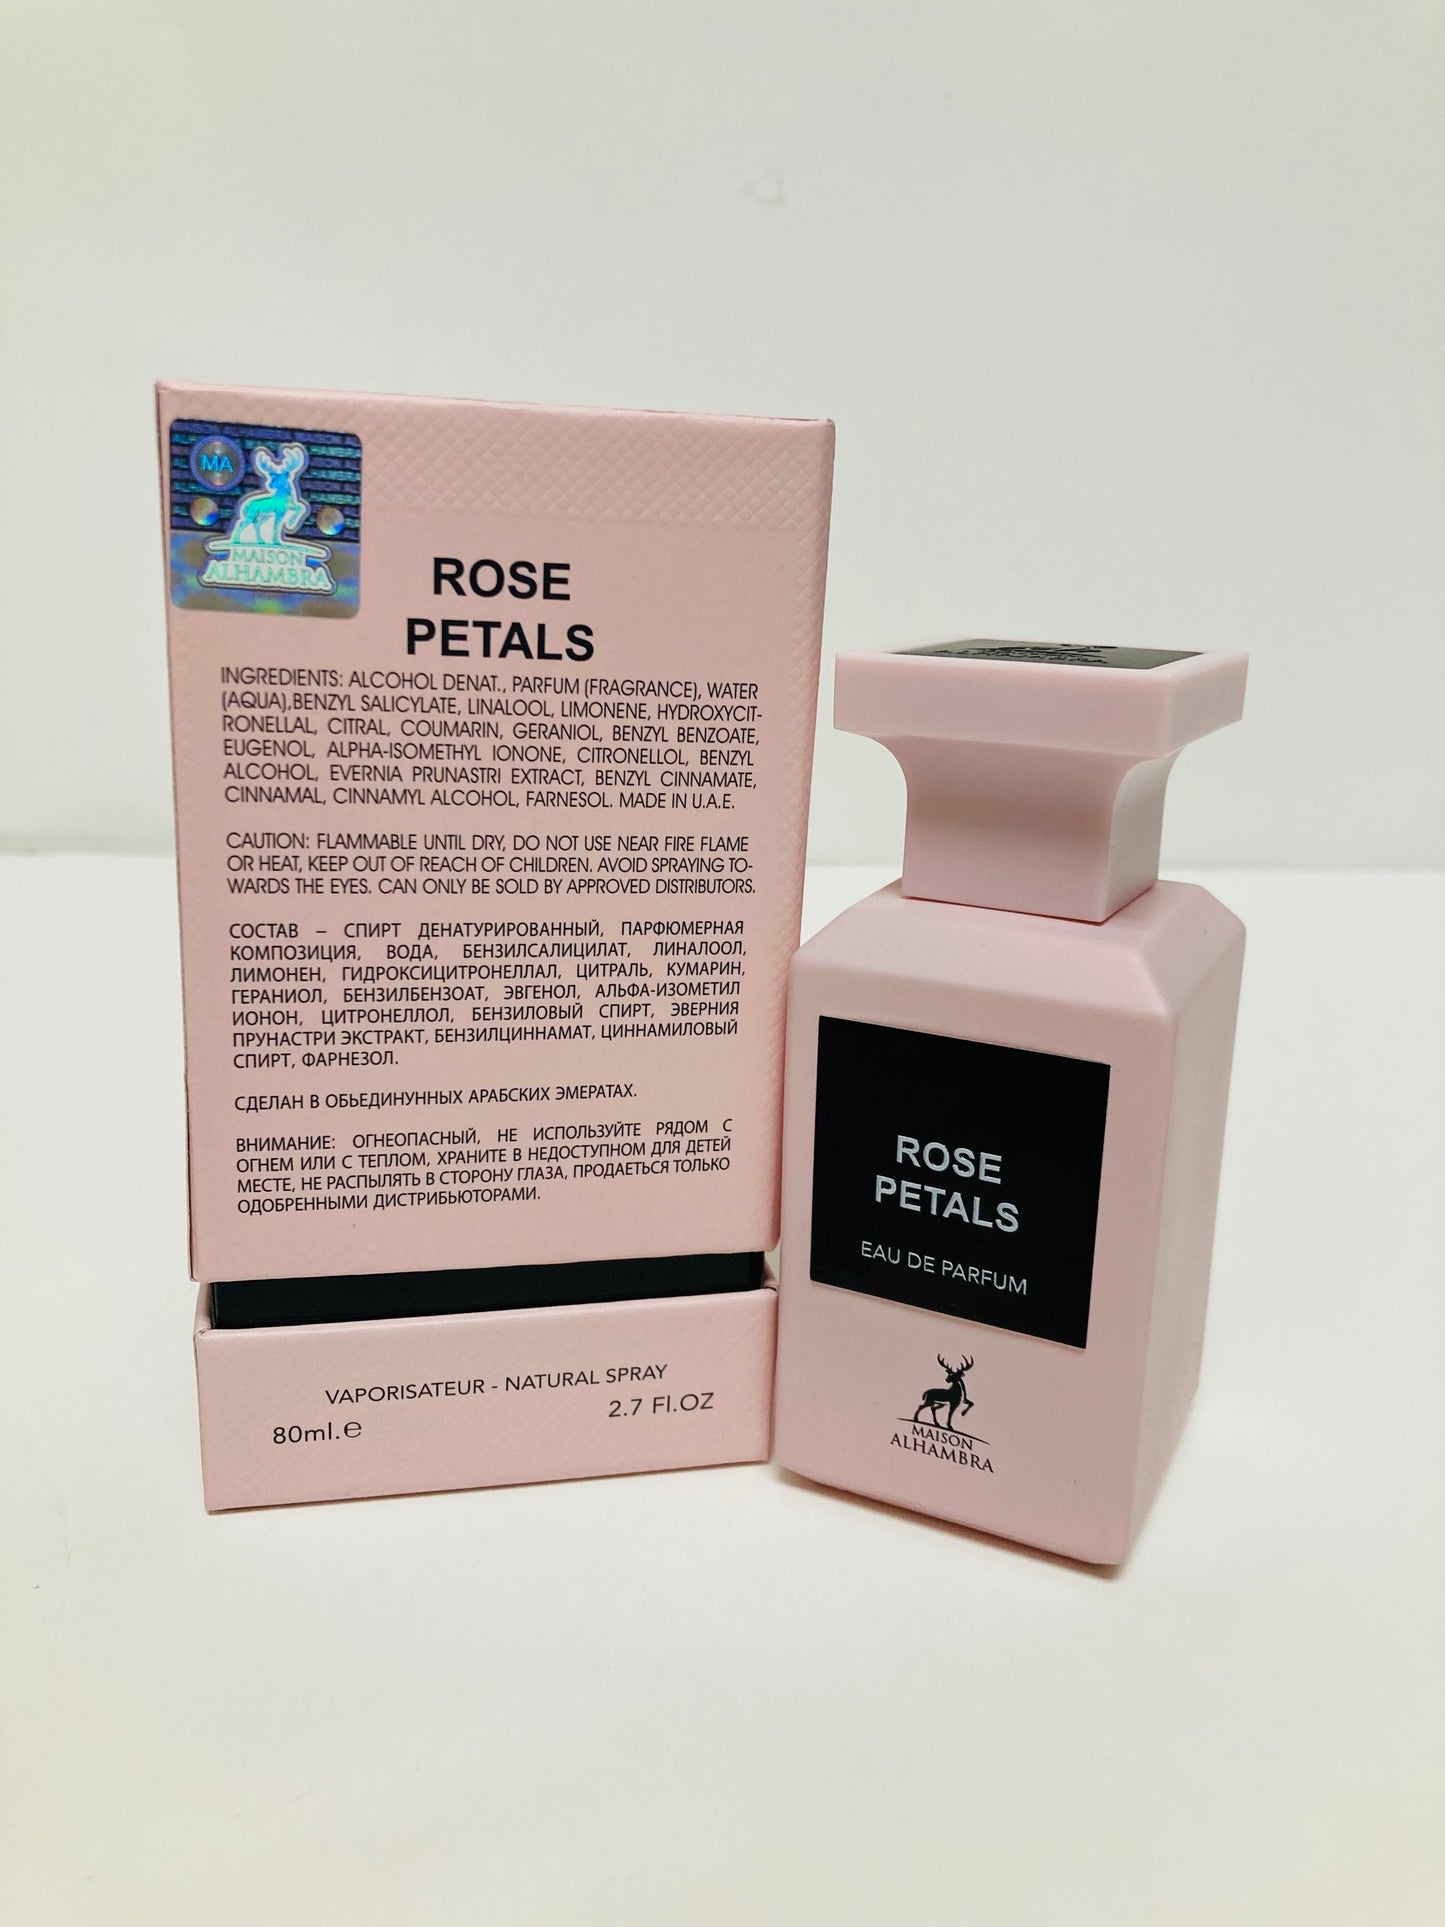 MA
MAISON
ALHAMBRA
ROSE
PETALS
INGREDIENTS: ALCOHOL DENAT., PARFUM (FRAGRANCE), WATER
(AQUA),BENZYL SALICYLATE, LINALOOL, LIMONENE, HYDROXYCIT-
RONELLAL, CITRAL, COUMARIN, GERANIOL, BENZYL BENZOATE,
EUGENOL, ALPHA-ISOMETHYL IONONE, CITRONELLOL, BENZYL
ALCOHOL, EVERNIA PRUNASTRI EXTRACT, BENZYL CINNAMATE,
CINNAMAL, CINNAMYL ALCOHOL, FARNESOL. MADE IN U.A.E.
CAUTION: FLAMMABLE UNTIL DRY, DO NOT USE NEAR FIRE FLAME
OR HEAT, KEEP OUT OF REACH OF CHILDREN. AVOID SPRAYING TO-
WARDS THE EYES. CAN ONLY BE SOLD BY APPROVED DISTRIBUTORS.
СОСТАВ – СПИРТ ДЕНАТУРИРОВАННЫЙ, ПАРФЮМЕРНАЯ
КОМПОЗИЦИЯ, ВОДА, БЕНЗИЛСАЛИЦИЛАТ, ЛИНАЛООЛ,
ЛИМОНЕН, ГИДРОКСИЦИТРОНЕЛЛАЛ, ЦИТРАЛЬ, КУМАРИН,
ГЕРАНИОЛ, БЕНЗИЛБЕНЗОАТ, ЭВГЕНОЛ, АЛЬФА-ИЗОМЕТИЛ
ИОНОН, ЦИТРОНЕЛЛОЛ, БЕНЗИЛОВЫЙ СПИРТ, ЭВЕРНИЯ
ПРУНАСТРИ ЭКСТРАКТ, БЕНЗИЛЦИННАМАТ, ЦИННАМИЛОВЫЙ
СПИРТ, ФАРНЕЗОЛ.
СДЕЛАН В ОБЬЕДИНУННЫХ АРАБСКИХ ЭМЕРАТАХ.
ВНИМАНИЕ: ОГНЕОПАСНЫЙ, НЕ ИСПОЛЬЗУЙТЕ РЯДОМ С
ОГНЕМ ИЛИ С ТЕПЛОМ, ХРАНИТЕ В НЕДОСТУПНОМ ДЛЯ ДЕТЕЙ
МЕСТЕ, НЕ РАСПЫЛЯТЬ В СТОРОНУ ГЛАЗА, ПРОДАЕТЬСЯ ТОЛЬКО
ОДОБРЕННЫМИ ДИСТРИБЬЮТОРАМИ.
VAPORISATEUR - NATURAL SPRAY
80ml.℮ 2.7 Fl.OZ
ROSE
PETALS
EAU DE PARFUM
MAISON
ALHAMBRA